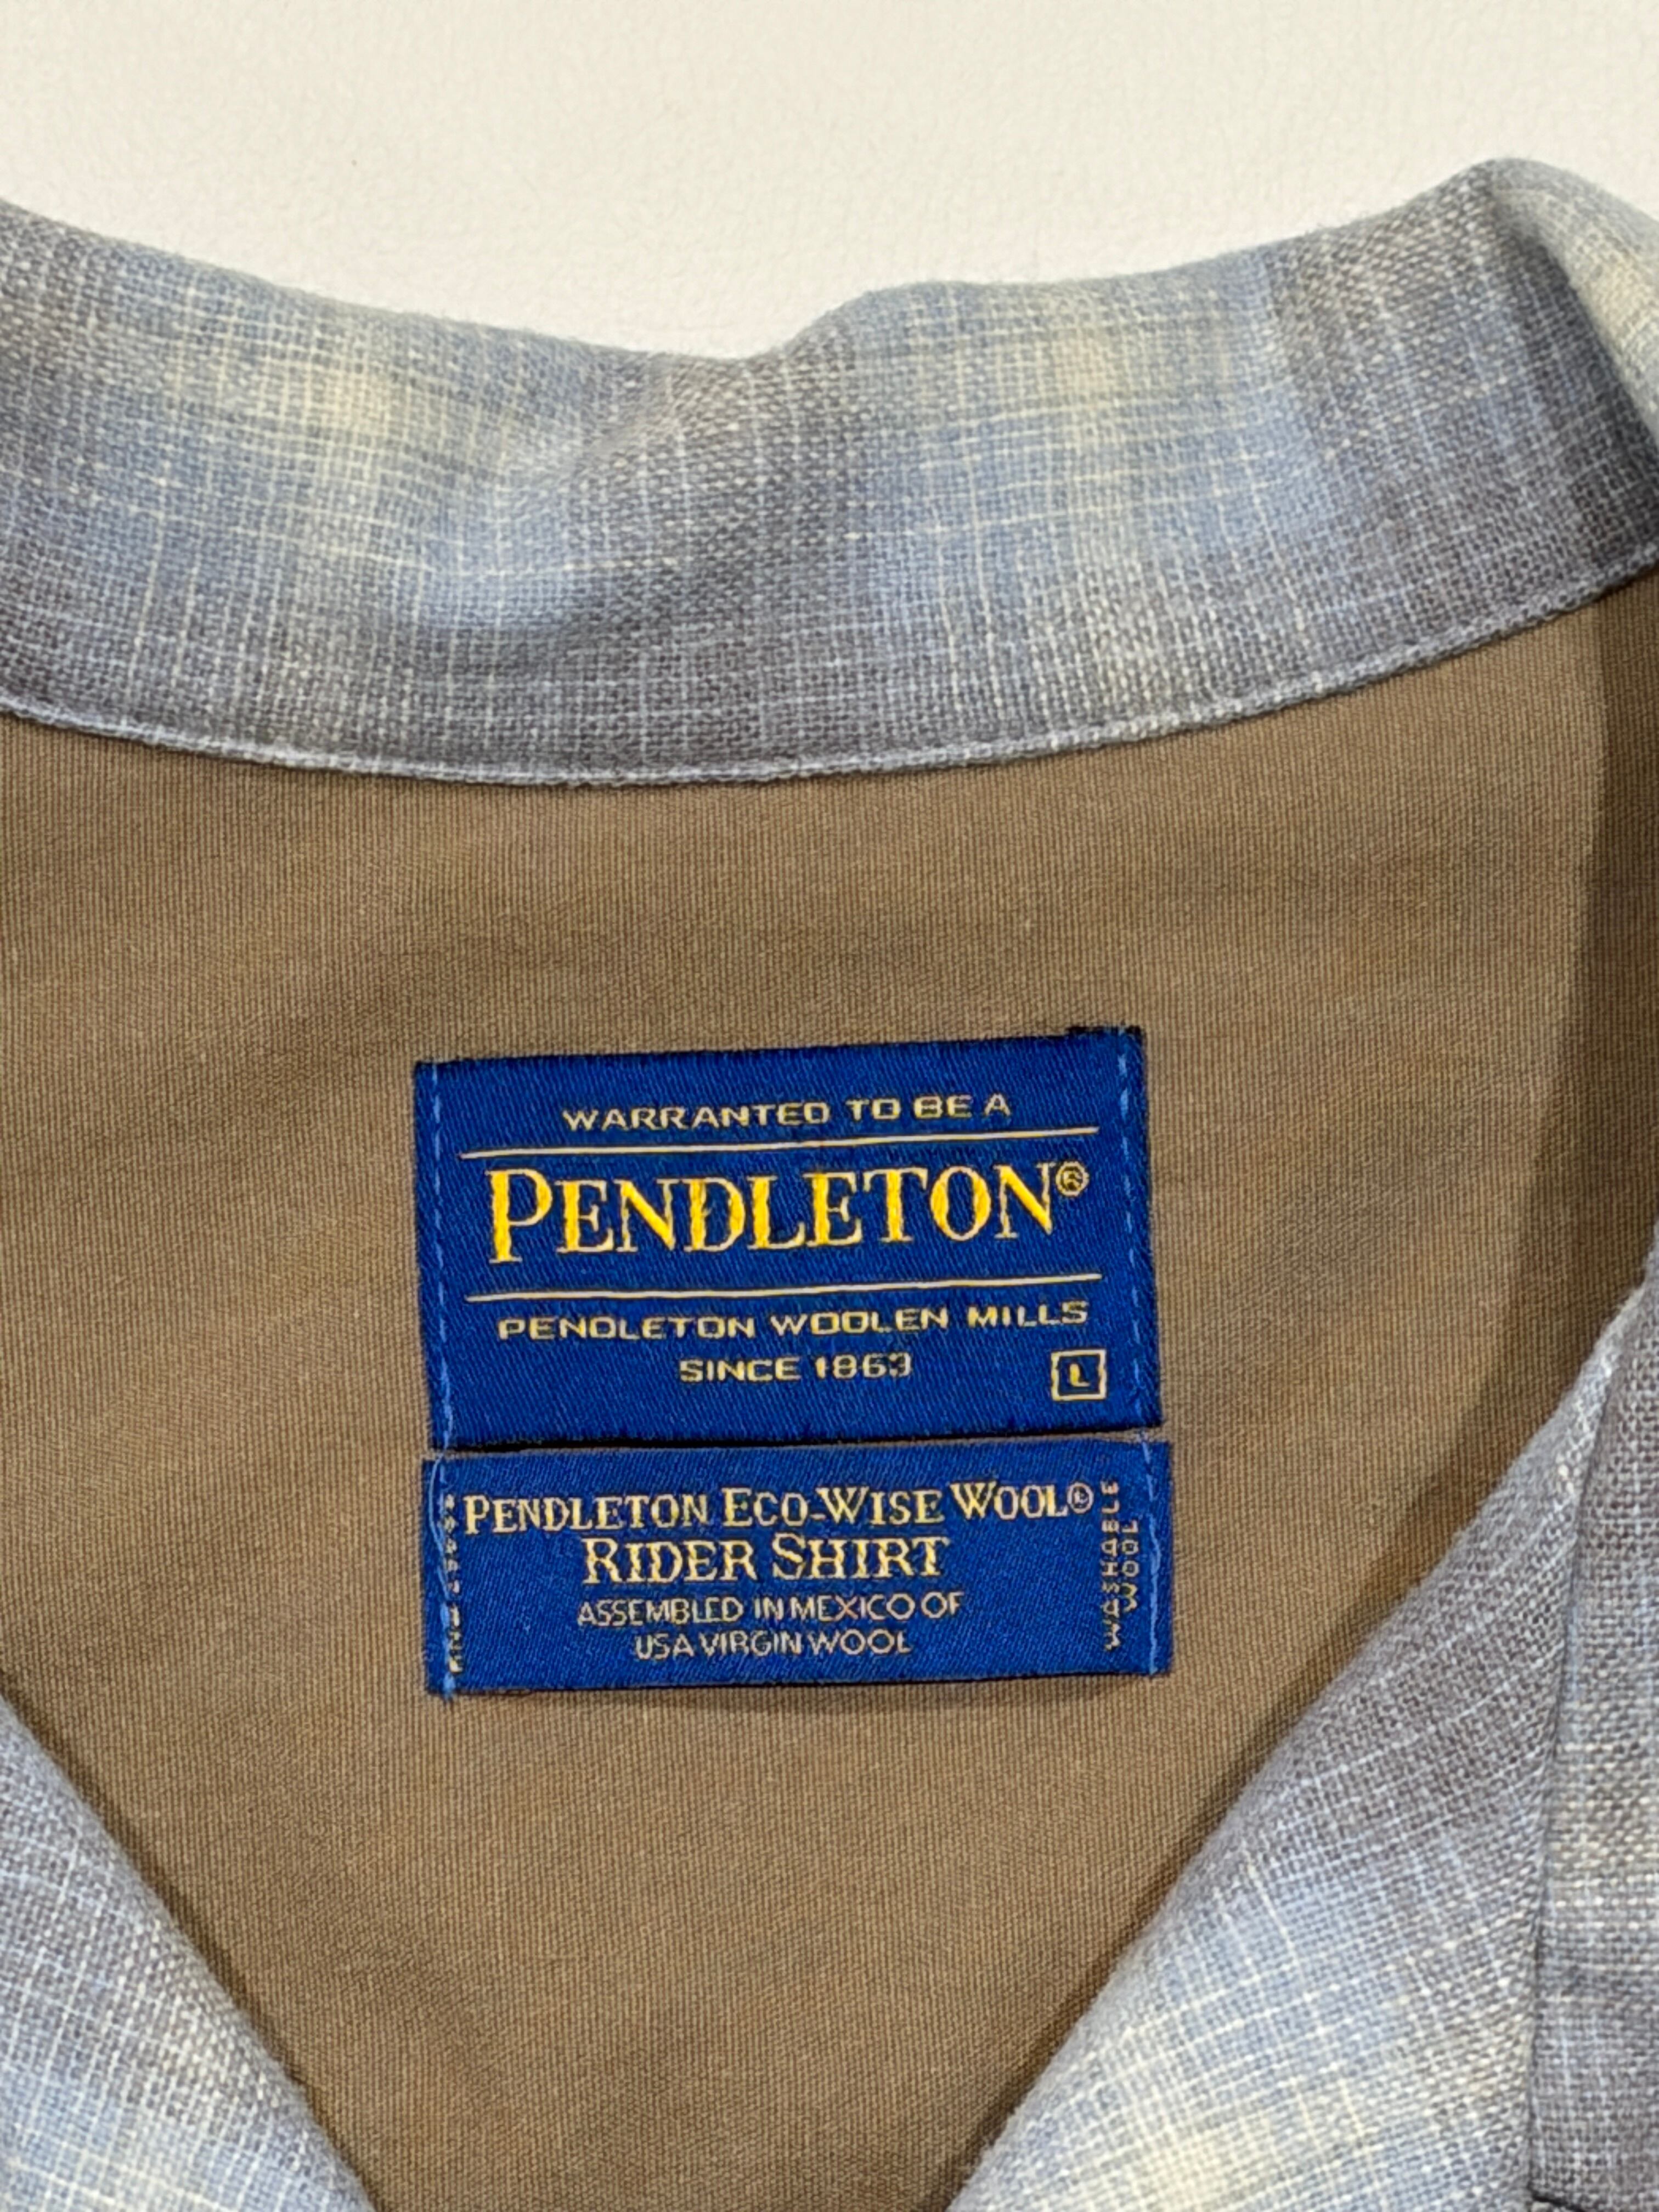 WARRANTED TO BE A
PENDLETON®
PENDLETON WOOLEN MILLS
SINCE 1863
L
PENDLETON ECO-WISE WOOL®
RIDER SHIRT
ASSEMBLED IN MEXICO OF
USA VIRGIN WOOL
WASHABLE
WOOL